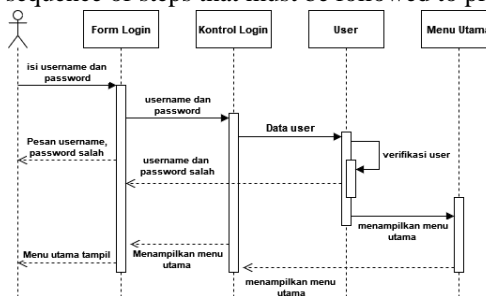 sequence of steps that must be followed to pr
Form Login
Kontrol Login
User
Menu Utama
isi username dan
password
username dan
password
Data user
Pesan username,
password salah
username dan
password salah
verifikasi user
menampilkan menu
utama
Menu utama tampil
Menampilkan menu
utama
menampilkan menu
utama